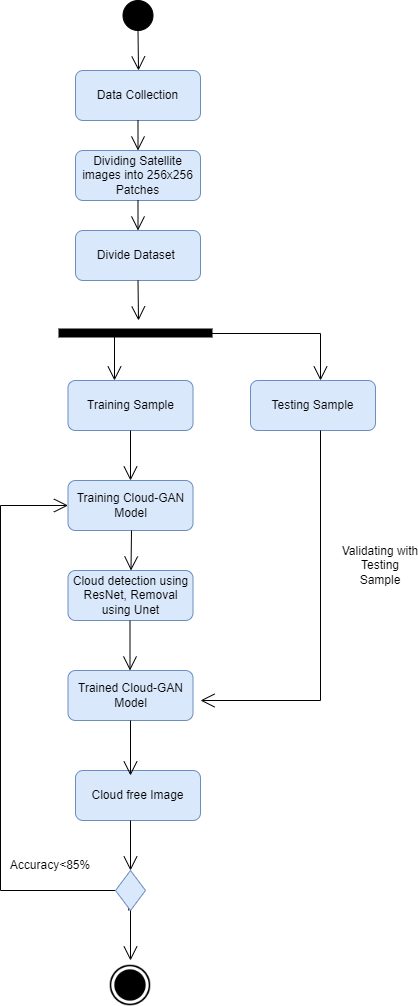 Data Collection
Dividing Satellite
images into 256x256
Patches
Divide Dataset
Training Sample
Testing Sample
Training Cloud-GAN
Model
Validating with
Testing
Sample
Cloud detection using
ResNet, Removal
using Unet
Trained Cloud-GAN
Model
Cloud free Image
Accuracy<85%